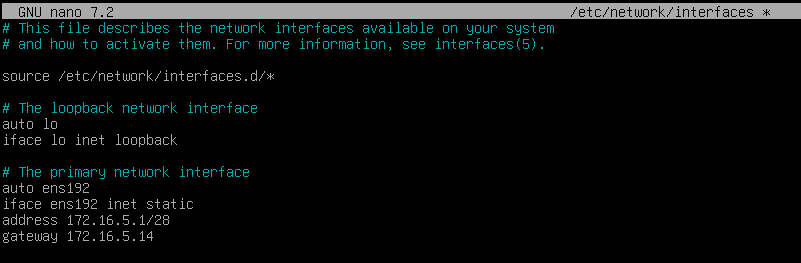 GNU nano 7.2 /etc/network/interfaces *
# This file describes the network interfaces available on your system
# and how to activate them. For more information, see interfaces(5).
source /etc/network/interfaces.d/*
# The loopback network interface
auto lo
iface lo inet loopback
# The primary network interface
auto ens192
iface ens192 inet static
address 172.16.5.1/28
gateway 172.16.5.14